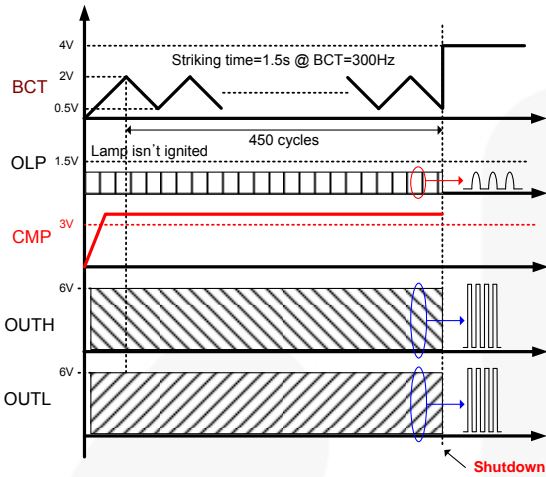 4V
Striking time=1.5s @ BCT=300Hz
2V
BCT
0.5V
450 cycles
Lamp isn't ignited
OLP
1.5V
3V
CMP
6V
OUTH
6V
OUTL
Shutdown